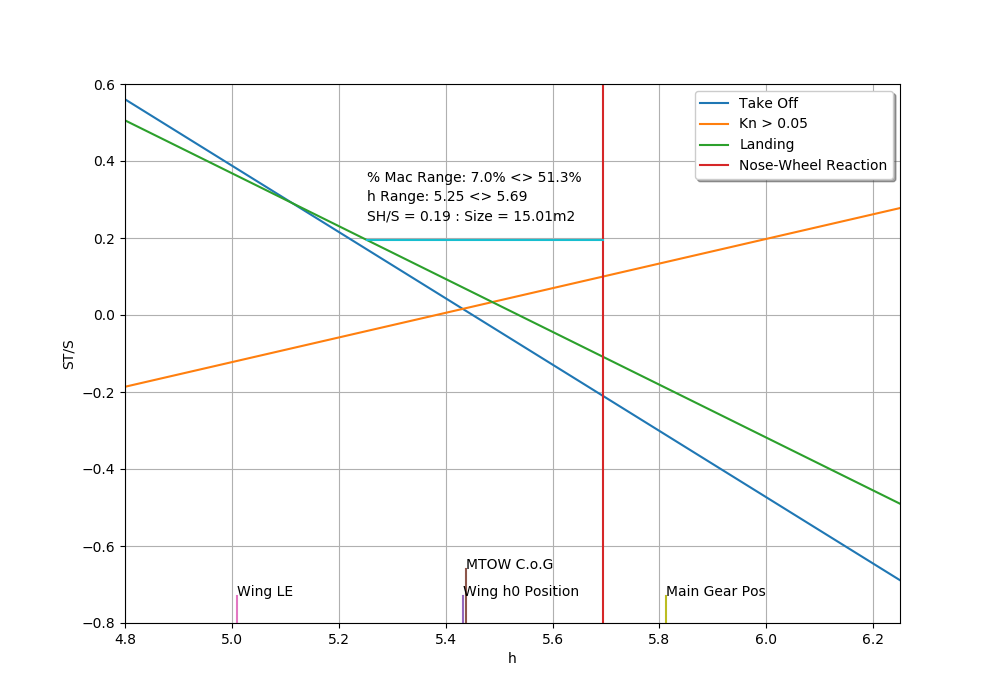 0.6
0.4
0.2
0.0
−0.2
−0.4
−0.6
−0.8
ST/S
4.8
5.0
5.2
5.4
5.6
5.8
6.0
6.2
h
Take Off
Kn > 0.05
Landing
Nose-Wheel Reaction
% Mac Range: 7.0% <> 51.3%
h Range: 5.25 <> 5.69
SH/S = 0.19 : Size = 15.01m2
MTOW C.o.G
Wing LE
Wing h0 Position
Main Gear Pos